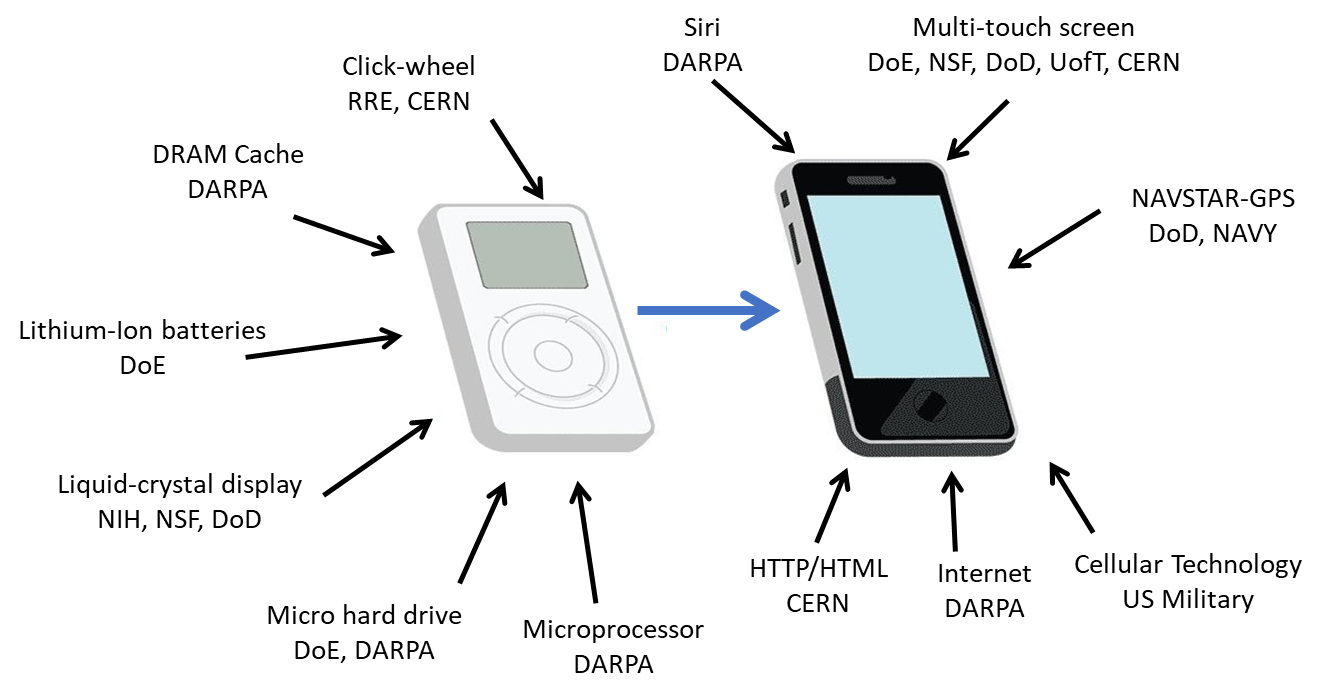 Siri
DARPA
Multi-touch screen
DoE, NSF, DoD, UofT, CERN
Click-wheel
RRE, CERN
DRAM Cache
DARPA
NAVSTAR-GPS
DoD, NAVY
Lithium-Ion batteries
DoE
Liquid-crystal display
NIH, NSF, DoD
Micro hard drive
DoE, DARPA
Microprocessor
DARPA
HTTP/HTML
CERN
Internet
DARPA
Cellular Technology
US Military